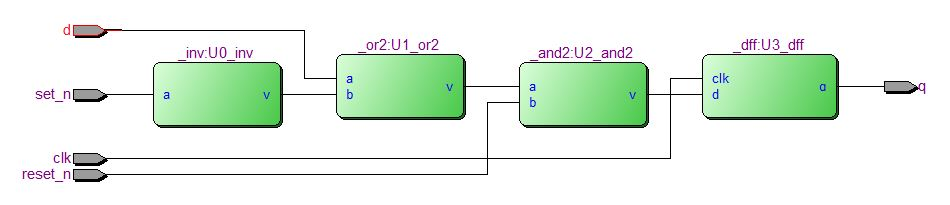 d
_inv:U0_inv
_or2:U1_or2
_and2:U2_and2
_dff:U3_dff
set_n
a
y
a
b
y
a
b
y
clk
d
q
q
clk
reset_n